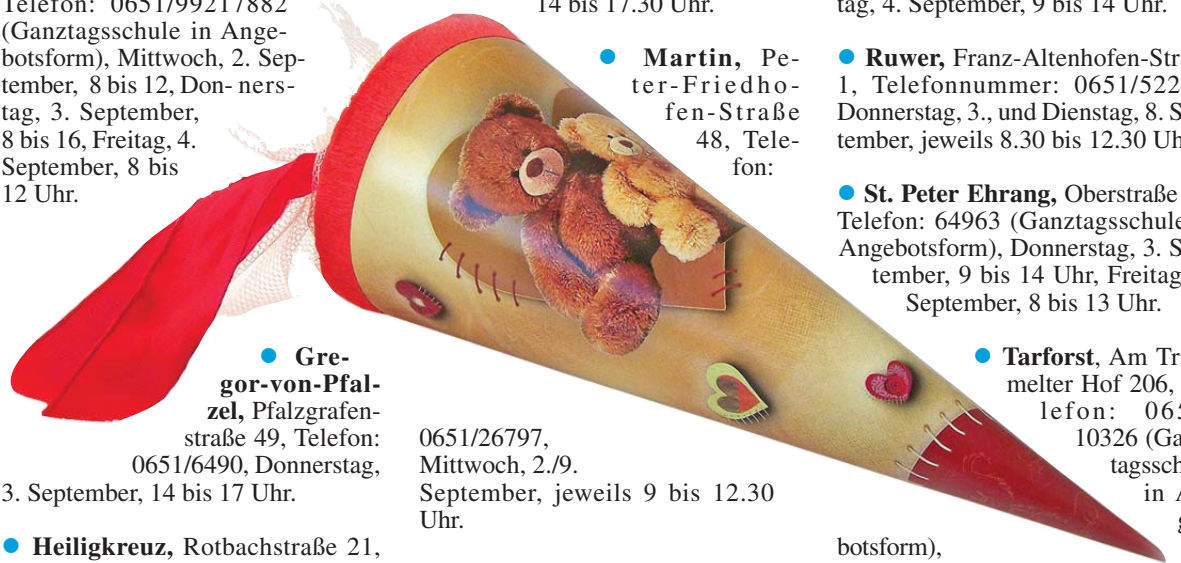 Telefon: 0651/99217882
(Ganztagsschule in Ange-
botsform), Mittwoch, 2. Sep-
tember, 8 bis 12, Don- ners-
tag, 3. September,
8 bis 16, Freitag, 4.
September, 8 bis
12 Uhr.
● Gre-
gor-von-Pfal-
zel, Pfalzgrafen-
straße 49, Telefon:
0651/6490, Donnerstag,
3. September, 14 bis 17 Uhr.
● Heiligkreuz, Rotbachstraße 21,
14 bis 17.30 Uhr.
● Martin, Pe-
ter-Friedho-
fen-Straße
48, Tele-
fon:
0651/26797,
Mittwoch, 2./9.
September, jeweils 9 bis 12.30
Uhr.
tag, 4. September, 9 bis 14 Uhr.
● Ruwer, Franz-Altenhofen-Str
1, Telefonnummer: 0651/522
Donnerstag, 3., und Dienstag, 8. S
tember, jeweils 8.30 bis 12.30 Uh
● St. Peter Ehrang, Oberstraße
Telefon: 64963 (Ganztagsschule
Angebotsform), Donnerstag, 3. S
tember, 9 bis 14 Uhr, Freitag
September, 8 bis 13 Uhr.
● Tarforst, Am Tri
melter Hof 206,
lefon: 065
10326 (Ga
tagssch
in A
botsform),